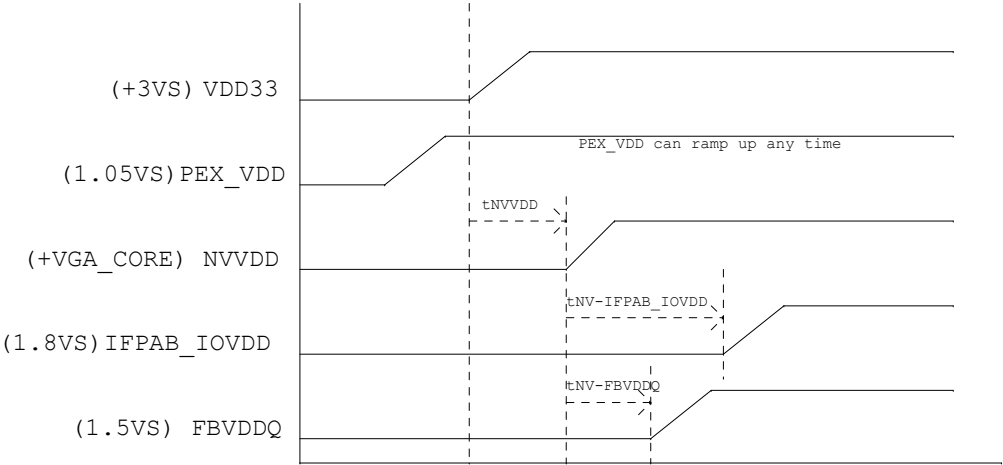 (+3VS) VDD33
PEX_VDD can ramp up any time
(1.05VS) PEX_VDD
tNVVDD
(+VGA_CORE) NVVDD
tNV-IFPAB_IOVDD
(1.8VS) IFPAB_IOVDD
tNV-FBVDDQ
(1.5VS) FBVDDQ